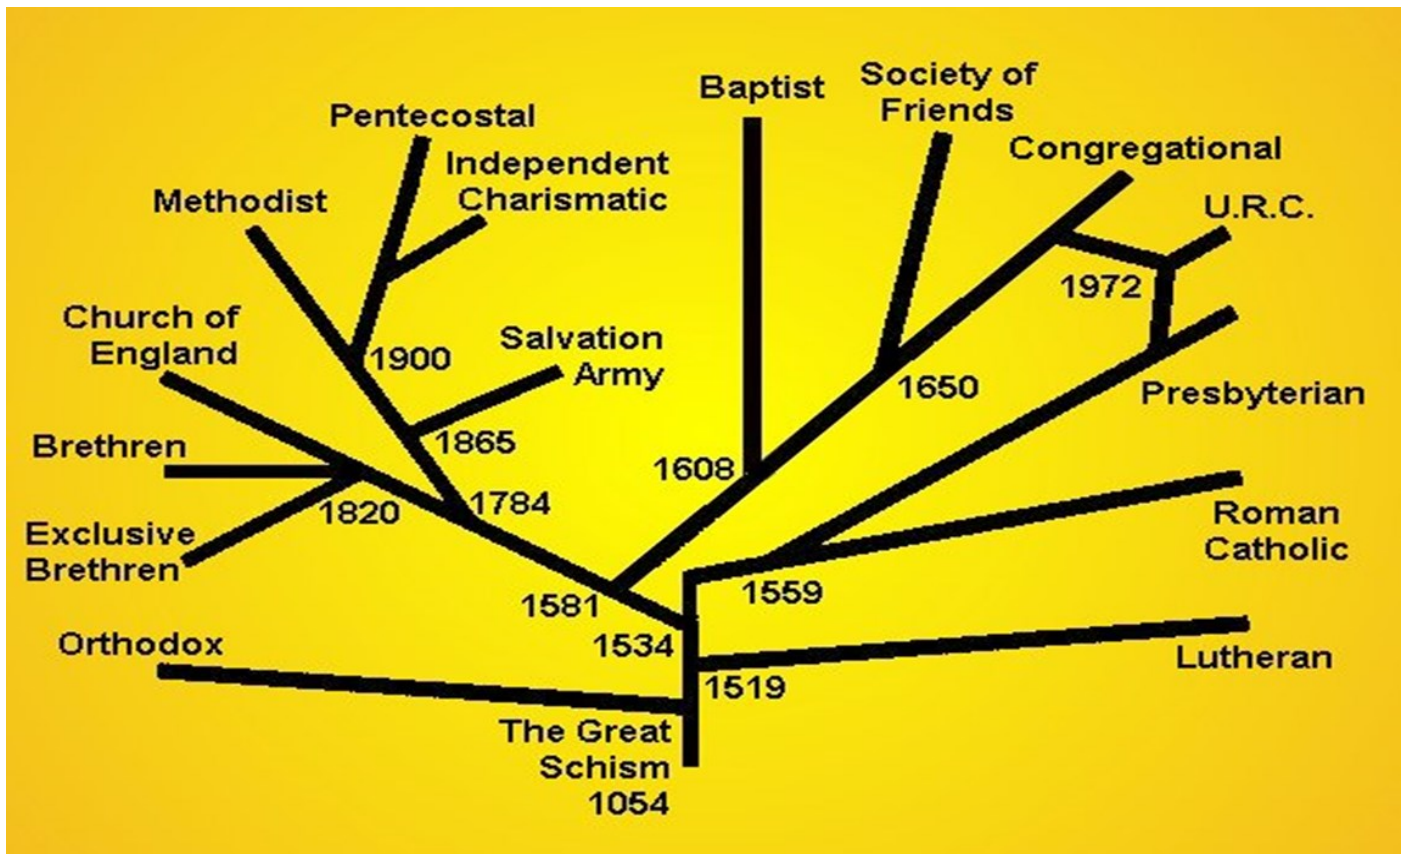 Society of
Friends
Baptist
Pentecostal
Independent
Charismatic
Congregational
Methodist
U.R.C.
1972
Church of
England
Salvation
Army
1900
1650
Presbyterian
Brethren
1865
1608
1784
1820
Roman
Catholic
Exclusive
Brethren
1581
1559
1534
Orthodox
Lutheran
1519
The Great
Schism
1054